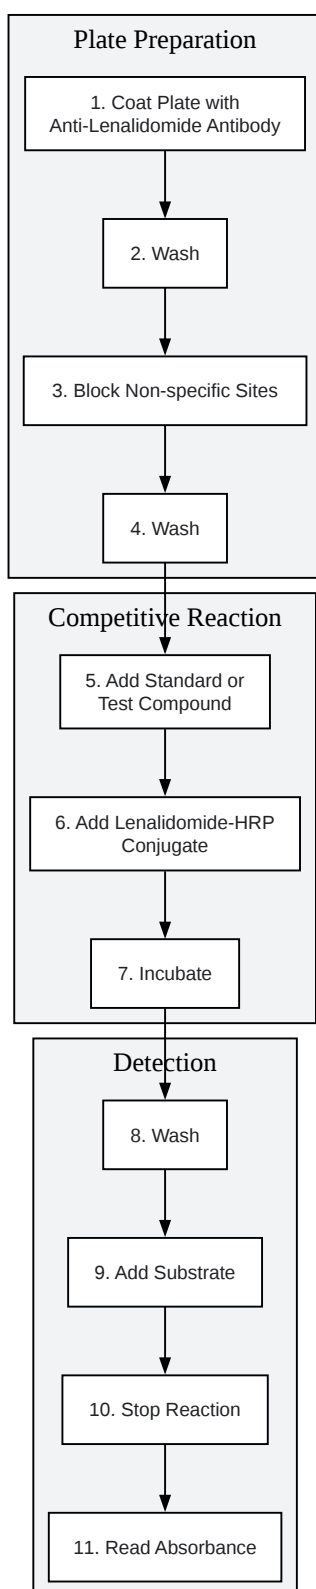 Plate Preparation
1. Coat Plate with
Anti-Lenalidomide Antibody
2. Wash
3. Block Non-specific Sites
4. Wash
Competitive Reaction
5. Add Standard or
Test Compound
6. Add Lenalidomide-HRP
Conjugate
7. Incubate
Detection
8. Wash
9. Add Substrate
10. Stop Reaction
11. Read Absorbance